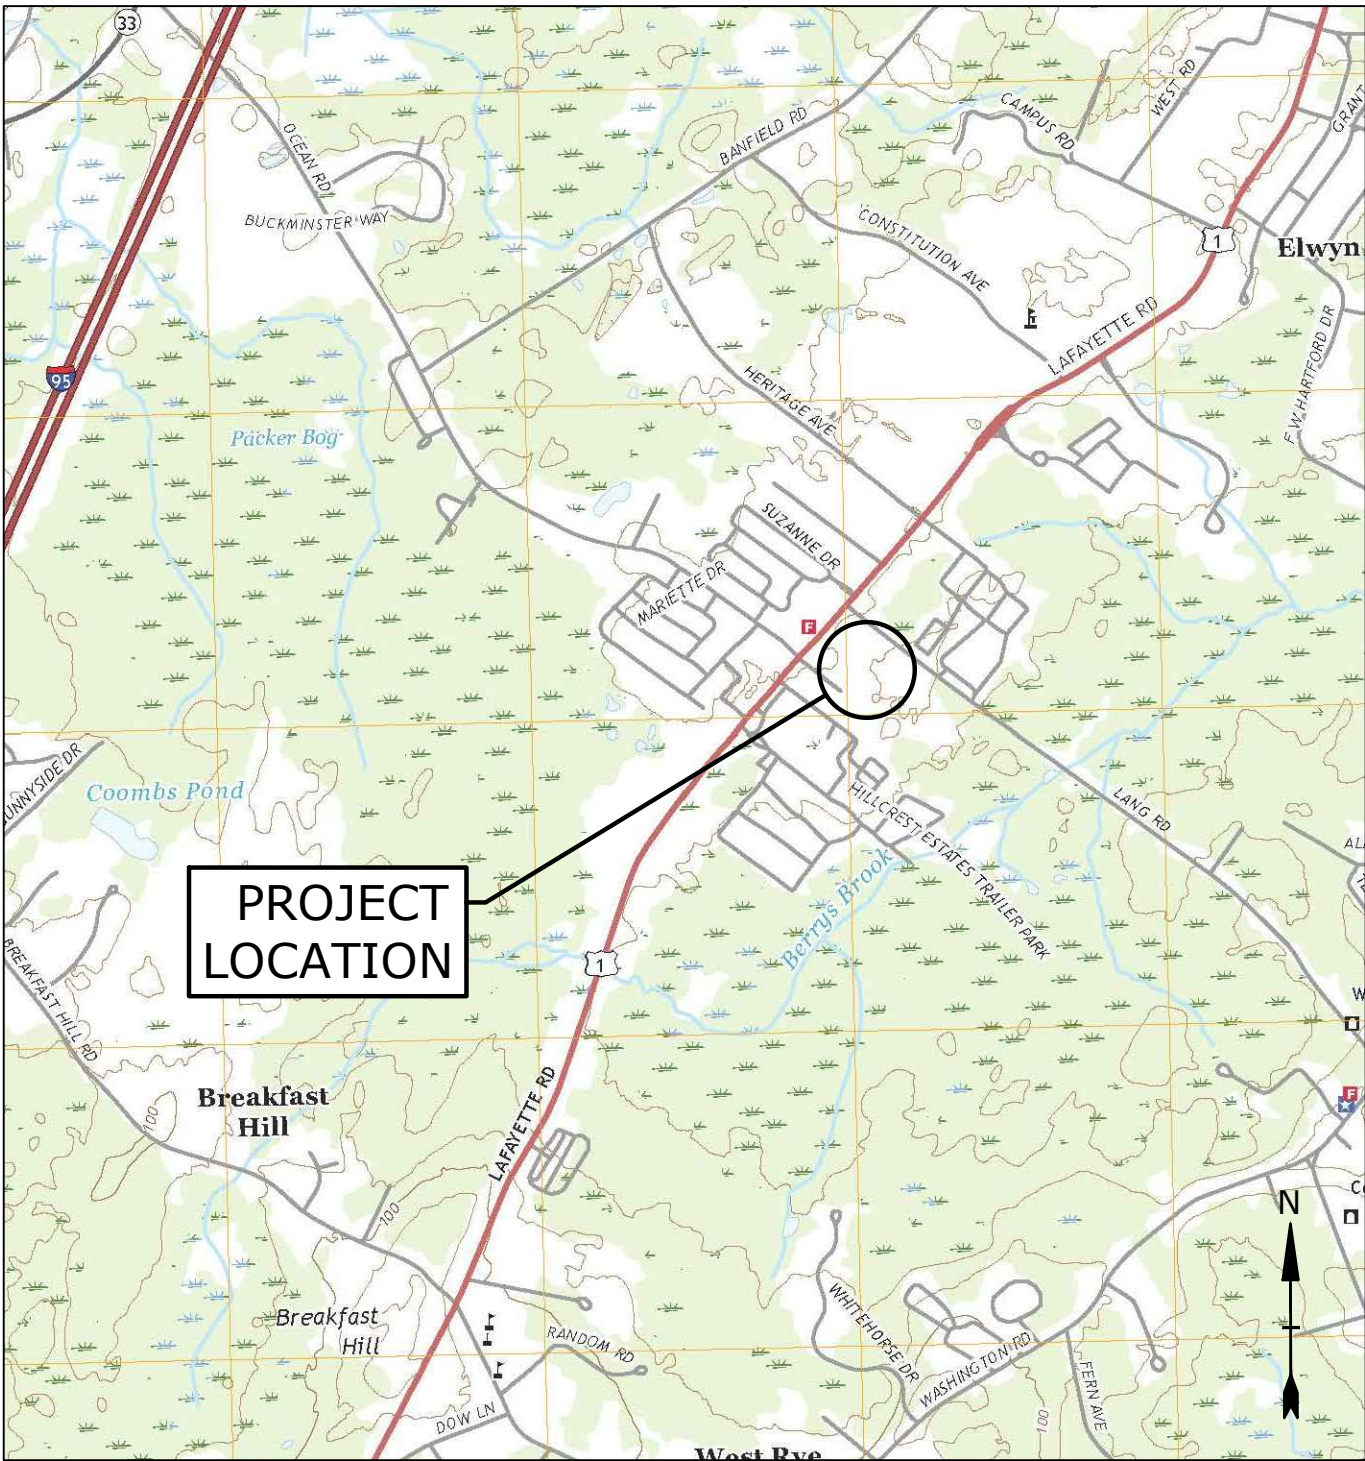 33
WEST RD
GRANT
CAMPUS RD
OCEAN RD
BANFIELD RD
BUCKMINSTER WAY
CONSTITUTION AVE
1
Elwyn
LAFAYETTE RD
F W HARTFORD DR
95
HERITAGE AVE
Packer Bog
SUZANNE DR
MARIETTE DR
F
UNNYSIDE DR
Coombs Pond
HILLCREST ESTATES TRAILER PARK
LANG RD
AL
PROJECT
LOCATION
Berrys Brook
1
BREAKFAST HILL RD
W
Breakfast
Hill
100
LAFAYETTE RD
F
100
N
Breakfast
Hill
RANDOM RD
WHITEHORSE DR
WASHINGTON RD
FERN AVE
100
DOW LN
West Rye